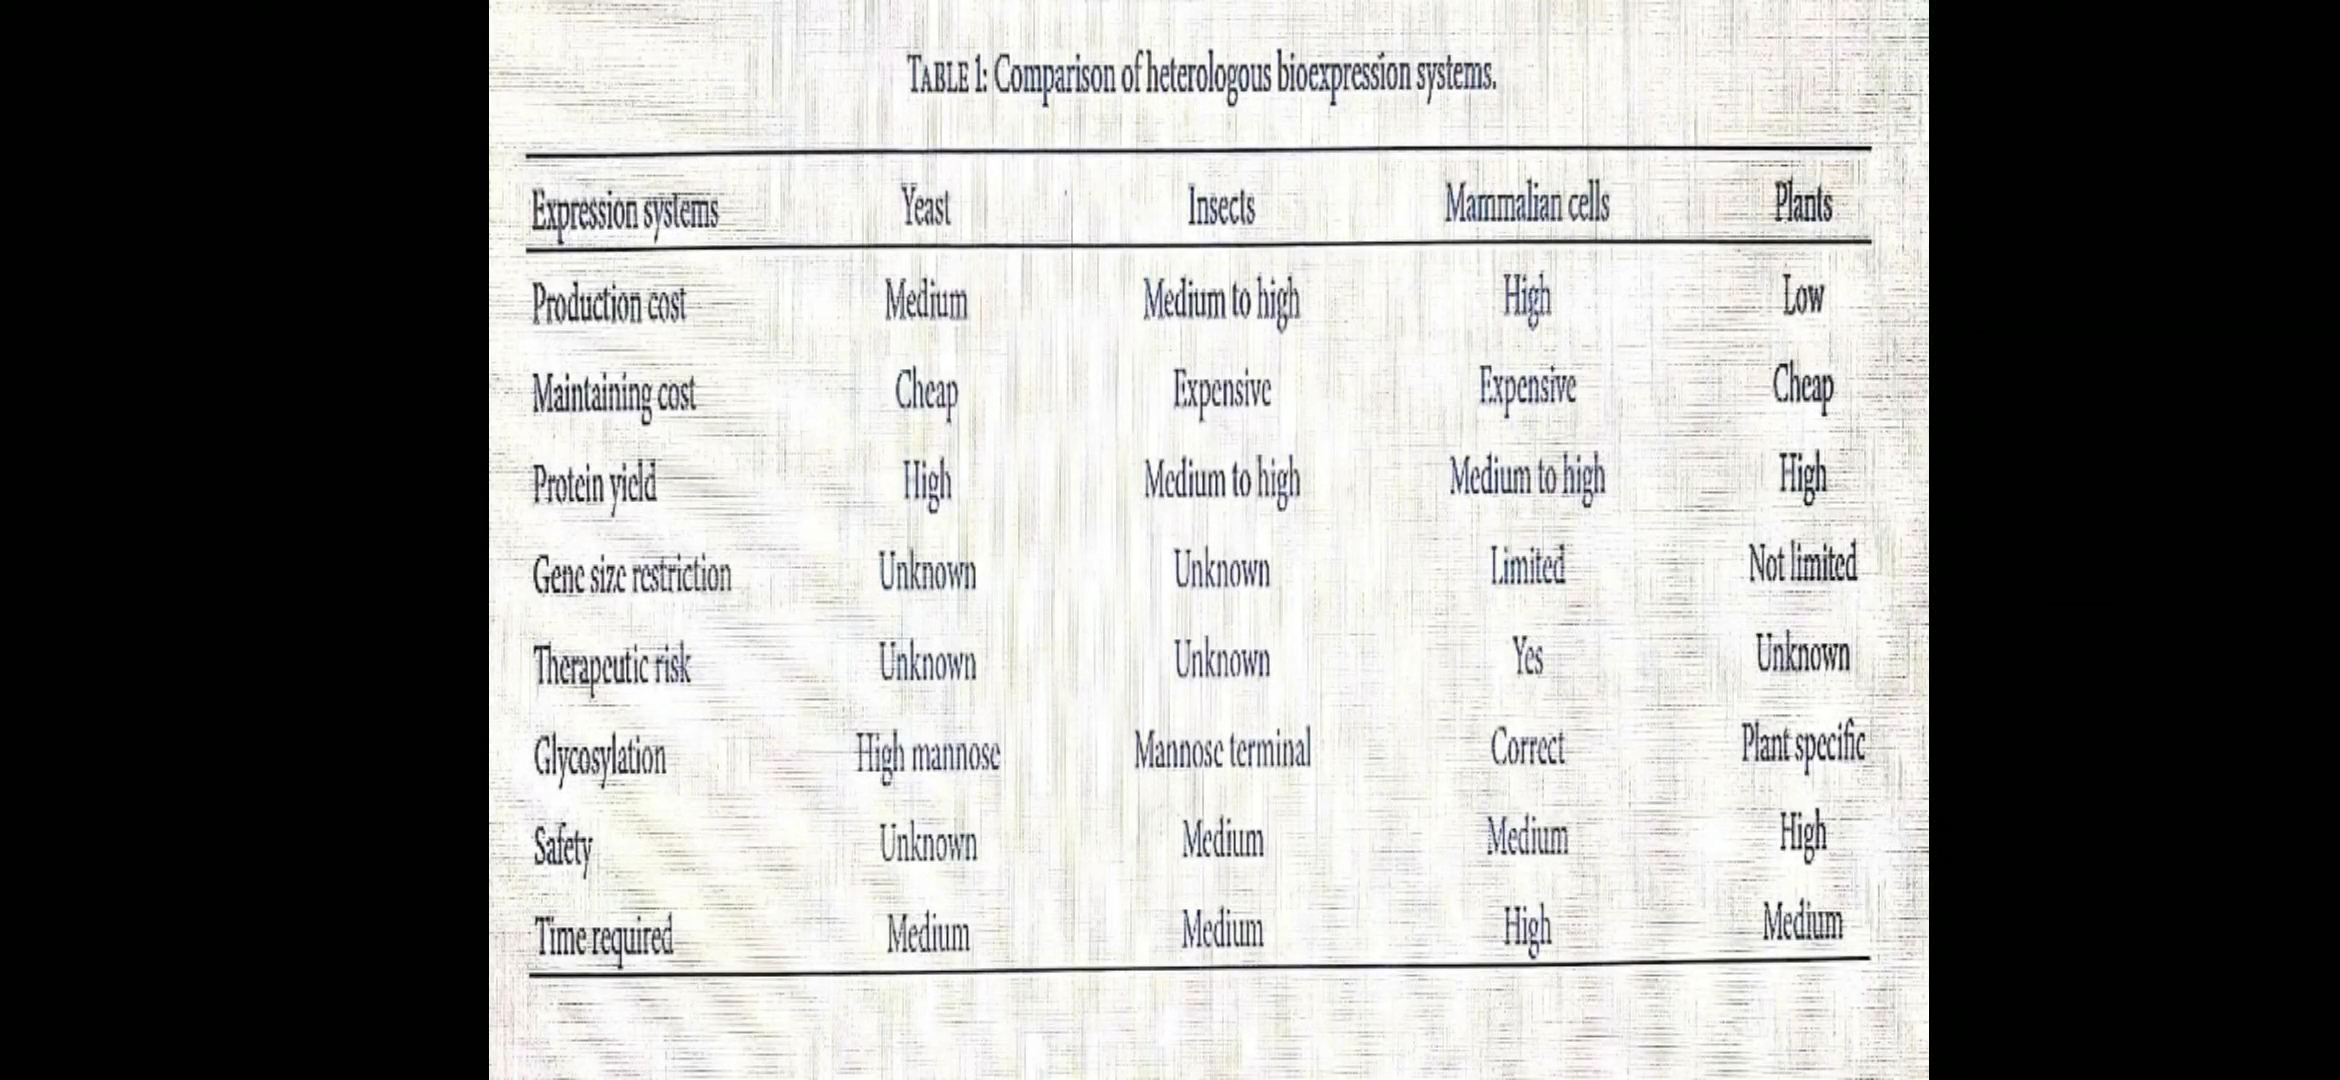 TABLE 1: Comparison of heterologous bioexpression systems.
Expression systems Yeast Insects Mammalian cells Plants
Production cost Medium Medium to high High Low
Maintaining cost Cheap Expensive Expensive Cheap
Protein yield High Medium to high Medium to high High
Gene size restriction Unknown Unknown Limited Not limited
Therapeutic risk Unknown Unknown Yes Unknown
Glycosylation High mannose Mannose terminal Correct Plant specific
Safety Unknown Medium Medium High
Time required Medium Medium High Medium